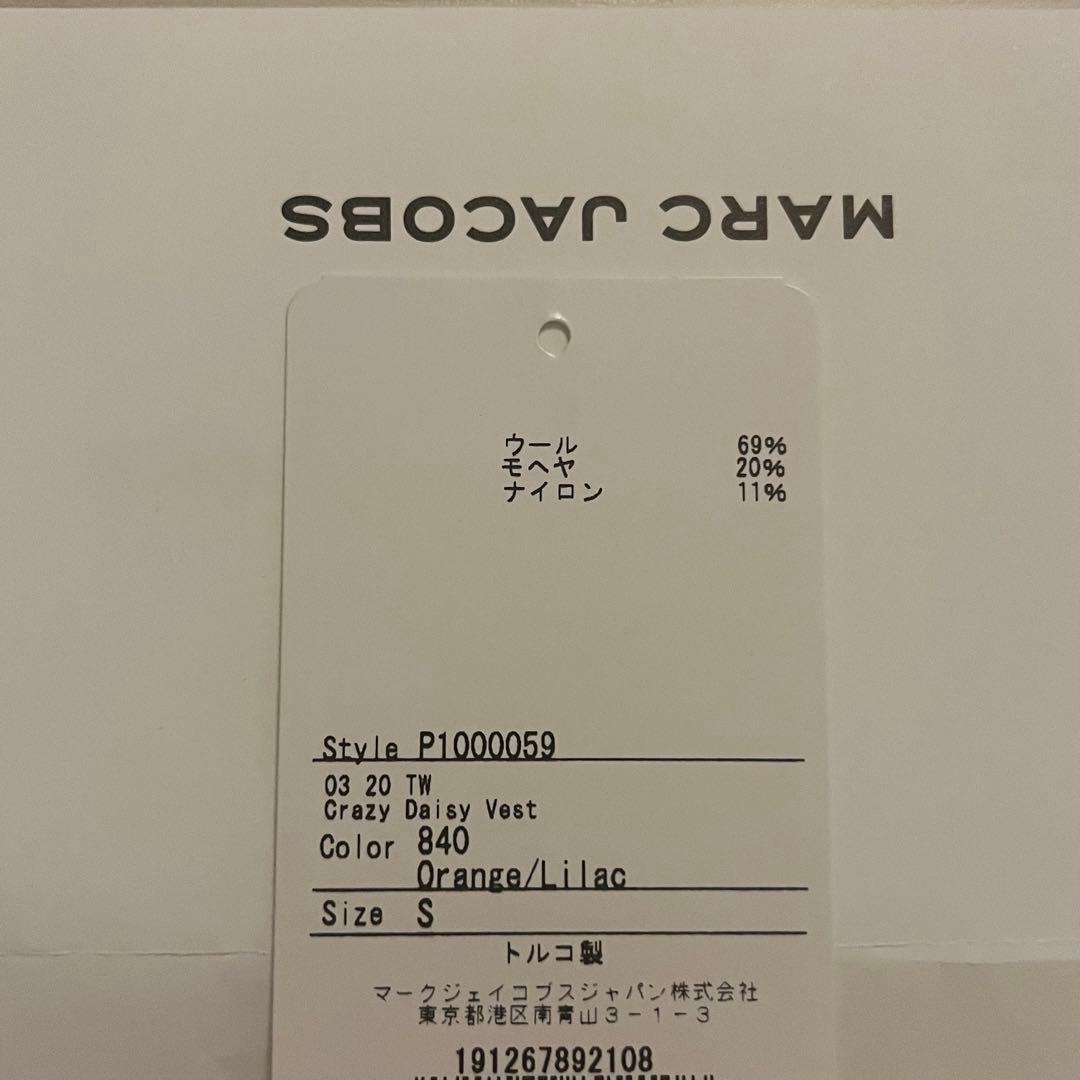 MARC JACOBS
ウール 69%
モヘヤ 20%
ナイロン 11%
Style P1000059
03 20 TW
Crazy Daisy Vest
Color 840
Orange/Lilac
Size S
トルコ製
マークジェイコブスジャパン株式会社
東京都港区南青山3-1-3
191267892108